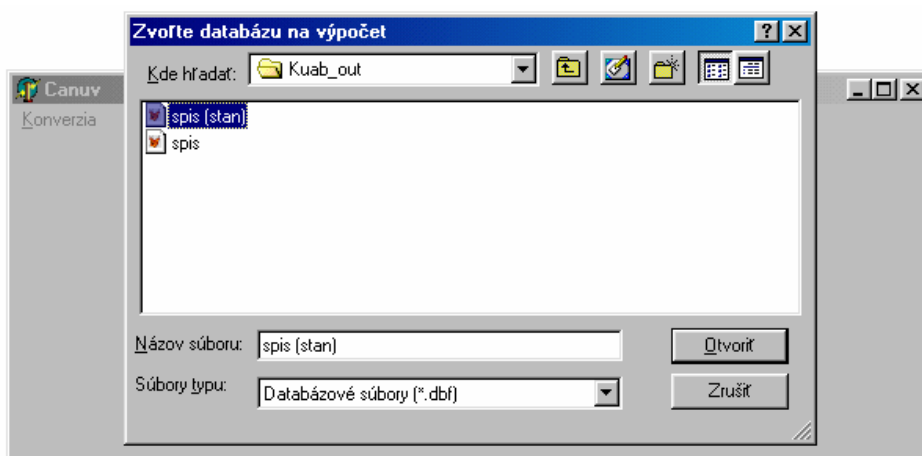 Zvoľte databázu na výpočet
Canuv
Konverzia
Kde hľadať: Kuab_out
spis (stan)
spis
Názov súboru: spis (stan)
Otvoriť
Súbory typu: Databázové súbory (*.dbf)
Zrušiť